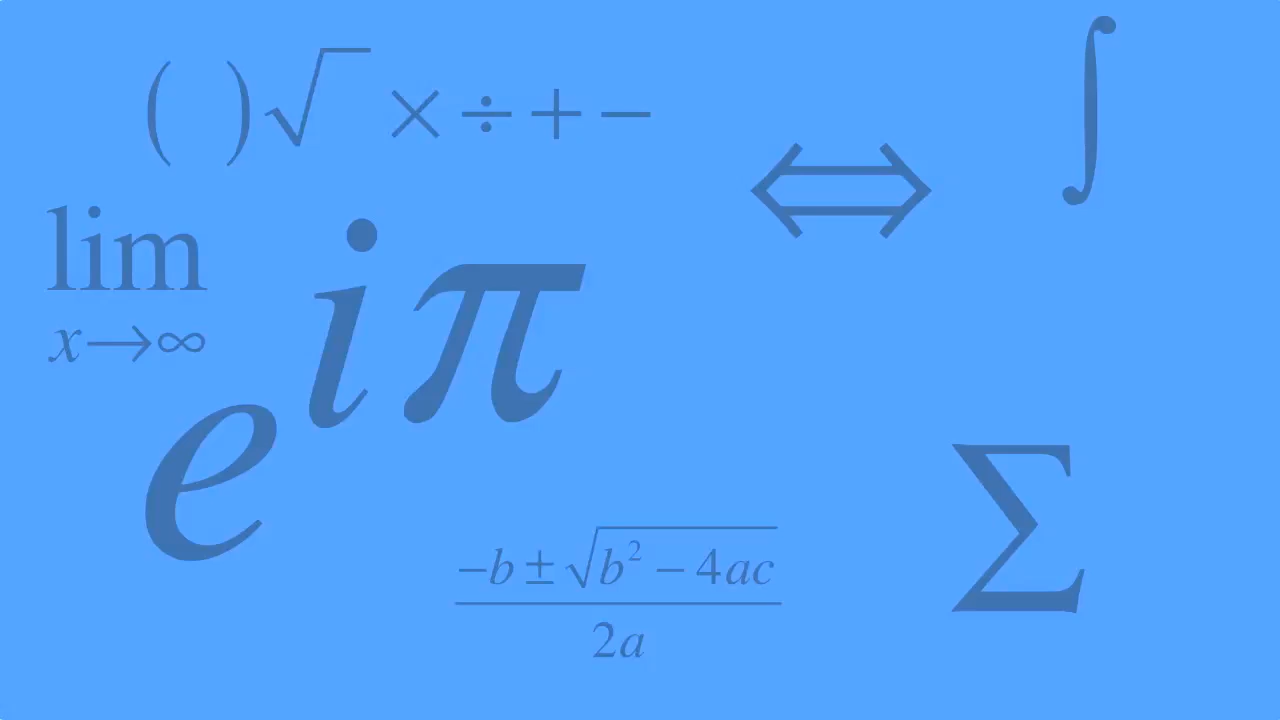 ( ) √ × ÷ + −
⇔
∫
lim
x→∞
e^{iπ}
−b ± √(b² − 4ac)
2a
Σ